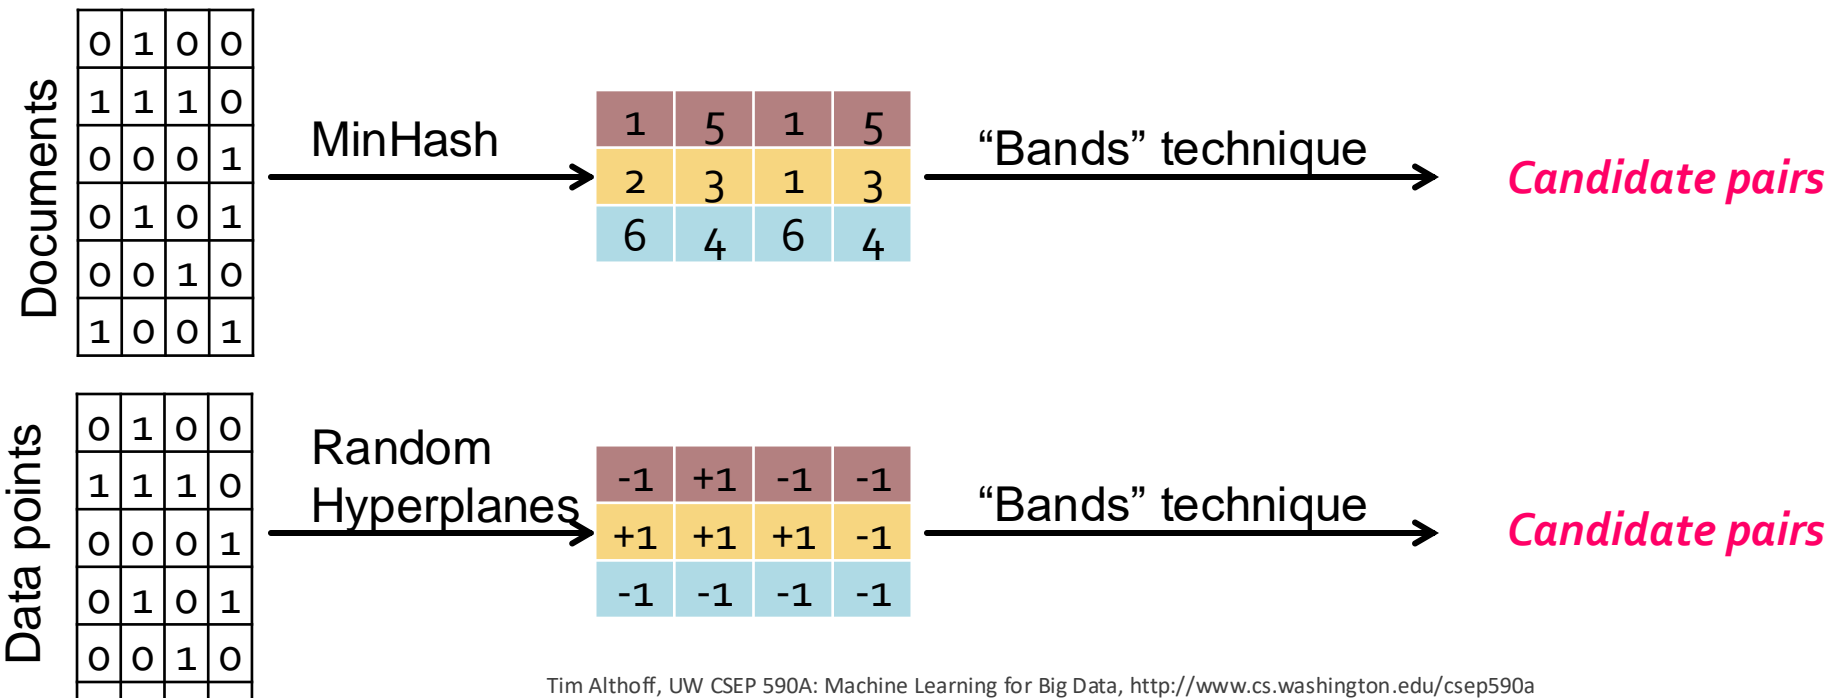 Documents
0 1 0 0
1 1 1 0
0 0 0 1
0 1 0 1
0 0 1 0
1 0 0 1
MinHash
1 5 1 5
2 3 1 3
6 4 6 4
“Bands” technique
Candidate pairs
Data points
0 1 0 0
1 1 1 0
0 0 0 1
0 1 0 1
0 0 1 0
Random
Hyperplanes
-1 +1 -1 -1
+1 +1 +1 -1
-1 -1 -1 -1
“Bands” technique
Candidate pairs
Tim Althoff, UW CSEP 590A: Machine Learning for Big Data, http://www.cs.washington.edu/csep590a